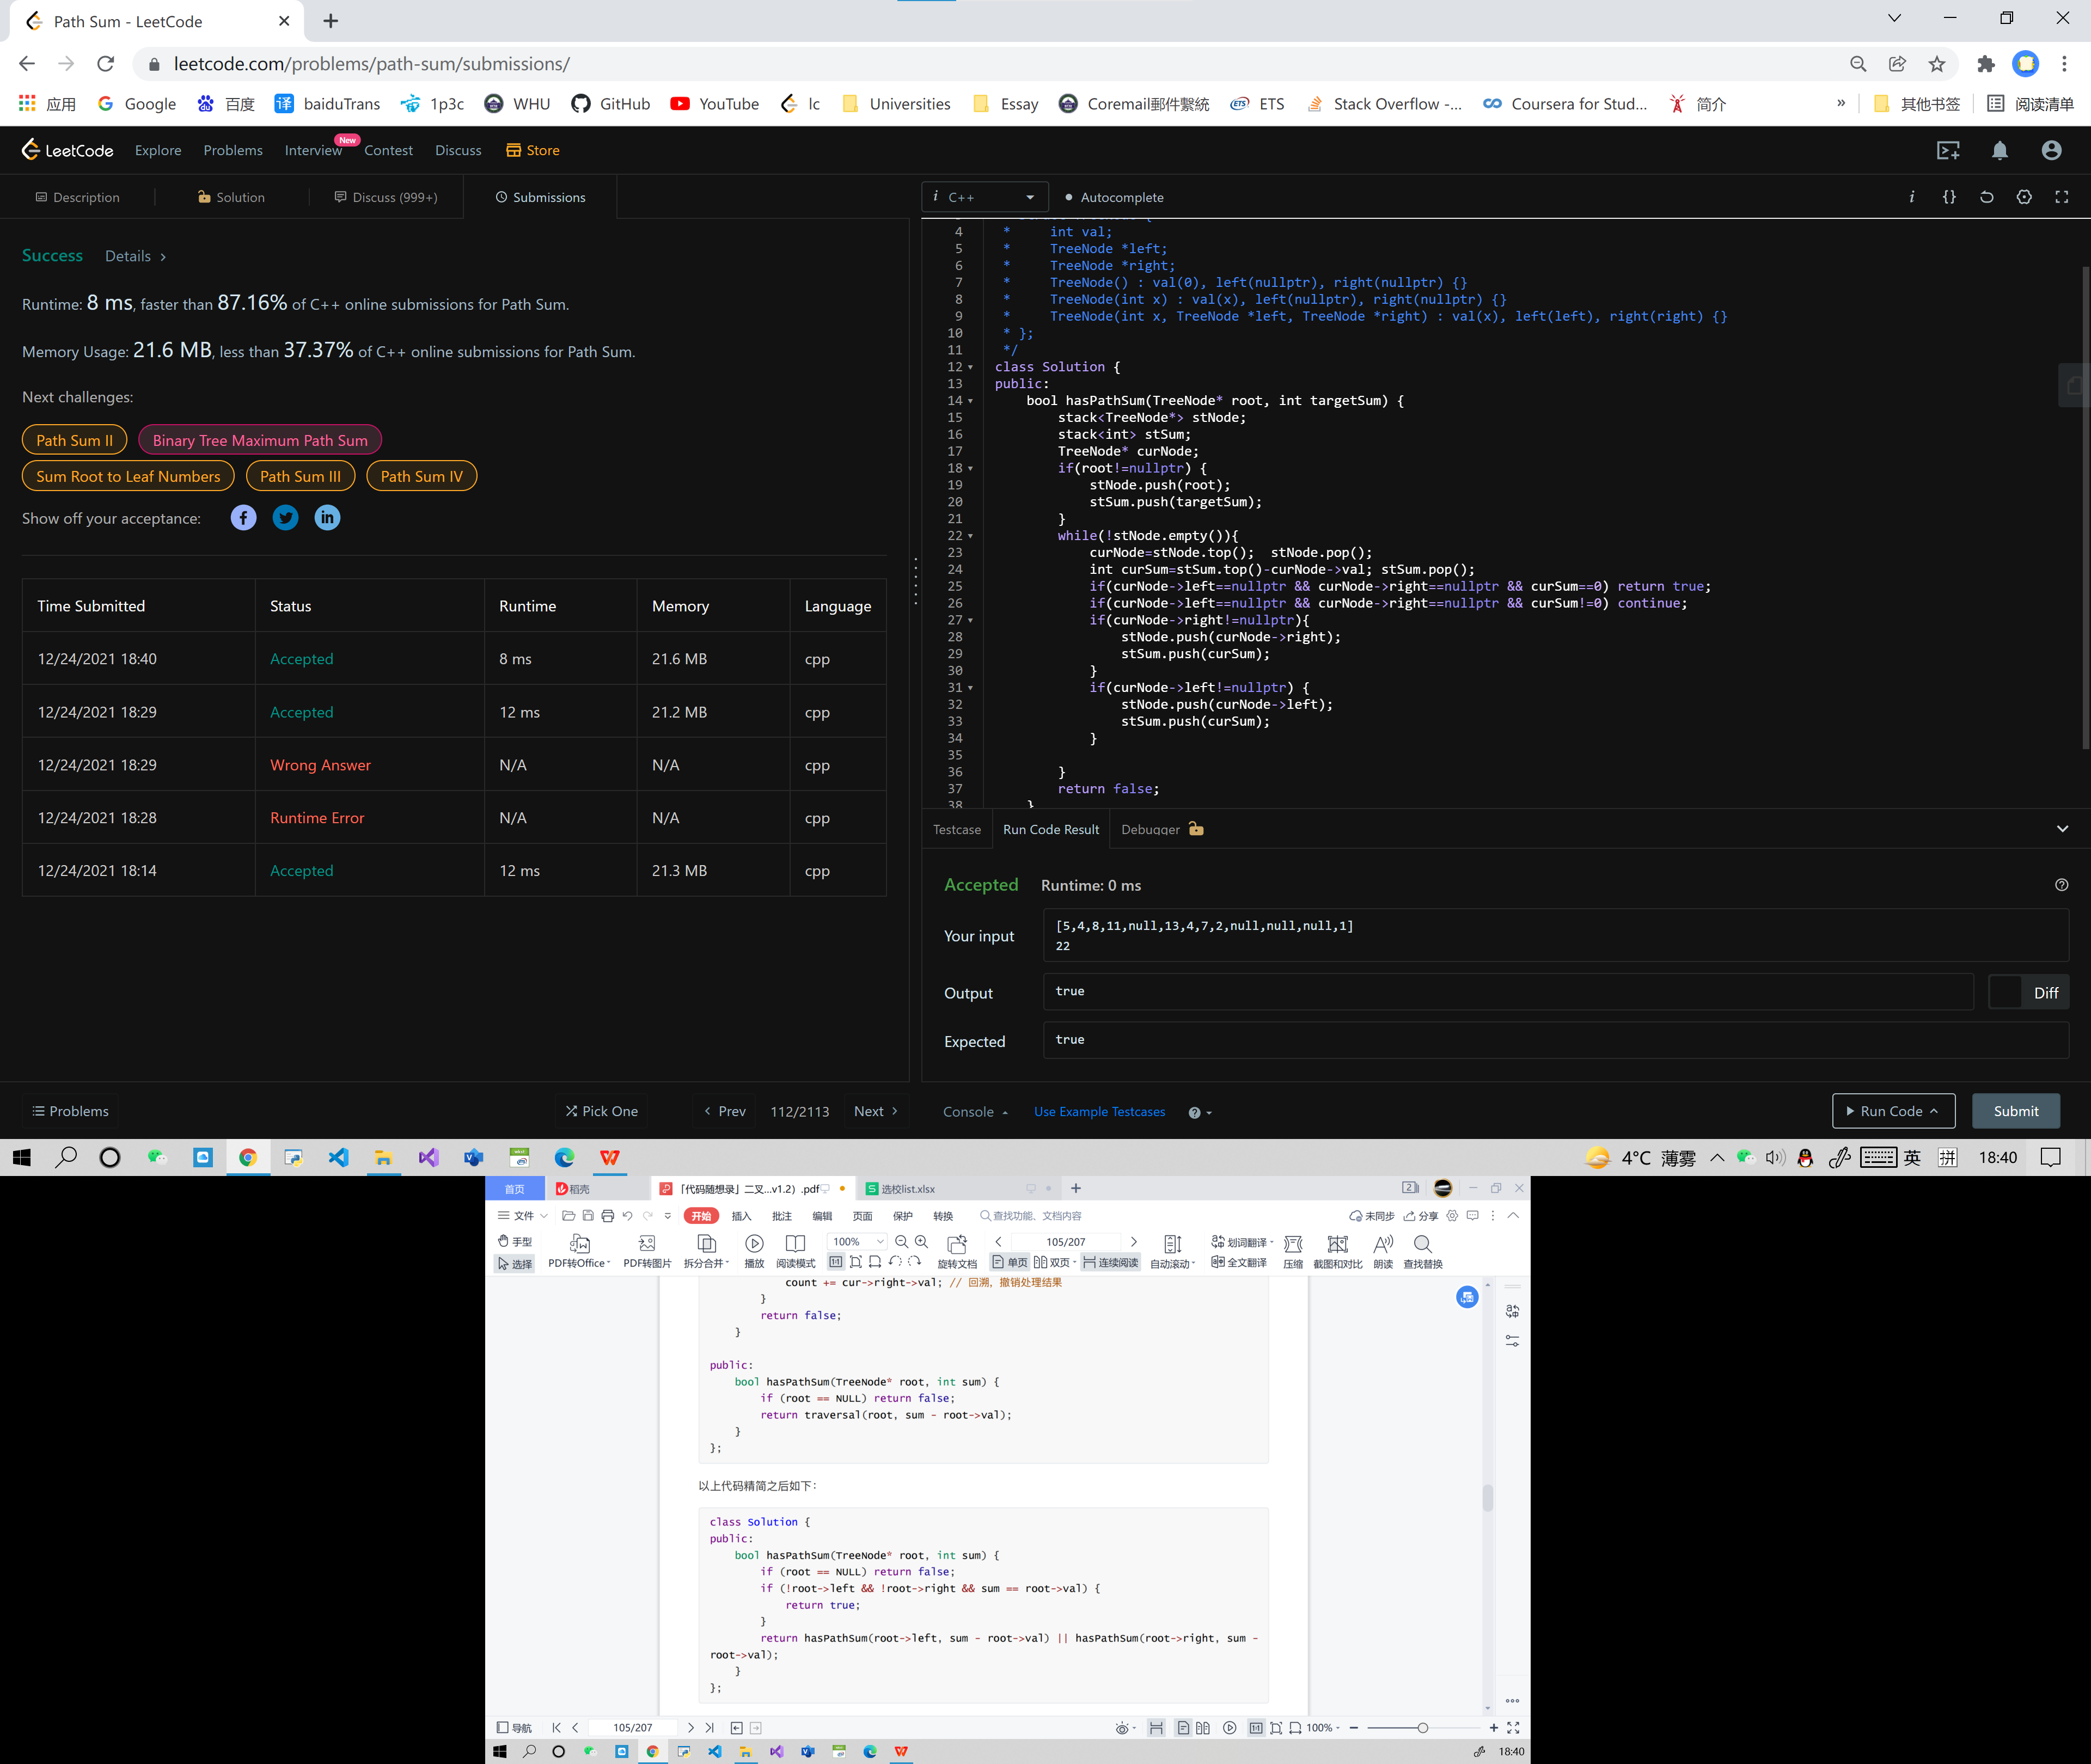 Path Sum - LeetCode
leetcode.com/problems/path-sum/submissions/
应用 Google 百度 译 baiduTrans 1p3c WHU GitHub YouTube lc Universities Essay Coremail郵件繫統 ETS Stack Overflow -... Coursera for Stud... 简介 » 其他书签 阅读清单
LeetCode Explore Problems Interview New Contest Discuss Store
Description Solution Discuss (999+) Submissions
Success Details >
Runtime: 8 ms, faster than 87.16% of C++ online submissions for Path Sum.
Memory Usage: 21.6 MB, less than 37.37% of C++ online submissions for Path Sum.
Next challenges:
Path Sum II Binary Tree Maximum Path Sum
Sum Root to Leaf Numbers Path Sum III Path Sum IV
Show off your acceptance:
Time Submitted Status Runtime Memory Language
12/24/2021 18:40 Accepted 8 ms 21.6 MB cpp
12/24/2021 18:29 Accepted 12 ms 21.2 MB cpp
12/24/2021 18:29 Wrong Answer N/A N/A cpp
12/24/2021 18:28 Runtime Error N/A N/A cpp
12/24/2021 18:14 Accepted 12 ms 21.3 MB cpp
Problems Pick One < Prev 112/2113 Next >
i C++ Autocomplete
4 * int val;
5 * TreeNode *left;
6 * TreeNode *right;
7 * TreeNode() : val(0), left(nullptr), right(nullptr) {}
8 * TreeNode(int x) : val(x), left(nullptr), right(nullptr) {}
9 * TreeNode(int x, TreeNode *left, TreeNode *right) : val(x), left(left), right(right) {}
10 * };
11 */
12 class Solution {
13 public:
14 bool hasPathSum(TreeNode* root, int targetSum) {
15 stack<TreeNode*> stNode;
16 stack<int> stSum;
17 TreeNode* curNode;
18 if(root!=nullptr) {
19 stNode.push(root);
20 stSum.push(targetSum);
21 }
22 while(!stNode.empty()){
23 curNode=stNode.top(); stNode.pop();
24 int curSum=stSum.top()-curNode->val; stSum.pop();
25 if(curNode->left==nullptr && curNode->right==nullptr && curSum==0) return true;
26 if(curNode->left==nullptr && curNode->right==nullptr && curSum!=0) continue;
27 if(curNode->right!=nullptr){
28 stNode.push(curNode->right);
29 stSum.push(curSum);
30 }
31 if(curNode->left!=nullptr) {
32 stNode.push(curNode->left);
33 stSum.push(curSum);
34 }
35
36 }
37 return false;
38 }
Testcase Run Code Result Debugger
Accepted Runtime: 0 ms
Your input [5,4,8,11,null,13,4,7,2,null,null,null,1]
22
Output true Diff
Expected true
Console Use Example Testcases Run Code Submit
4°C 薄雾 英 拼 18:40
首页 稻壳 「代码随想录」二叉...v1.2）.pdf 选校list.xlsx
文件 开始 插入 批注 编辑 页面 保护 转换 查找功能、文档内容 未同步 分享
手型 100% 105/207 划词翻译
选择 PDF转Office PDF转图片 拆分合并 播放 阅读模式 旋转文档 单页 双页 连续阅读 自动滚动 全文翻译 压缩 截图和对比 朗读 查找替换
count += cur->right->val; // 回溯，撤销处理结果
}
return false;
}
public:
bool hasPathSum(TreeNode* root, int sum) {
if (root == NULL) return false;
return traversal(root, sum - root->val);
}
};
以上代码精简之后如下：
class Solution {
public:
bool hasPathSum(TreeNode* root, int sum) {
if (root == NULL) return false;
if (!root->left && !root->right && sum == root->val) {
return true;
}
return hasPathSum(root->left, sum - root->val) || hasPathSum(root->right, sum -
root->val);
}
};
导航 105/207 100%
18:40